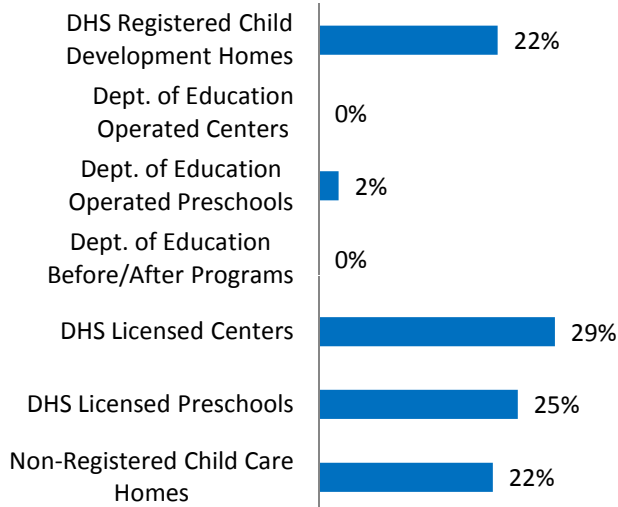 DHS Registered Child
Development Homes
22%
Dept. of Education
Operated Centers
0%
Dept. of Education
Operated Preschools
2%
Dept. of Education
Before/After Programs
0%
DHS Licensed Centers
29%
DHS Licensed Preschools
25%
Non-Registered Child Care
Homes
22%